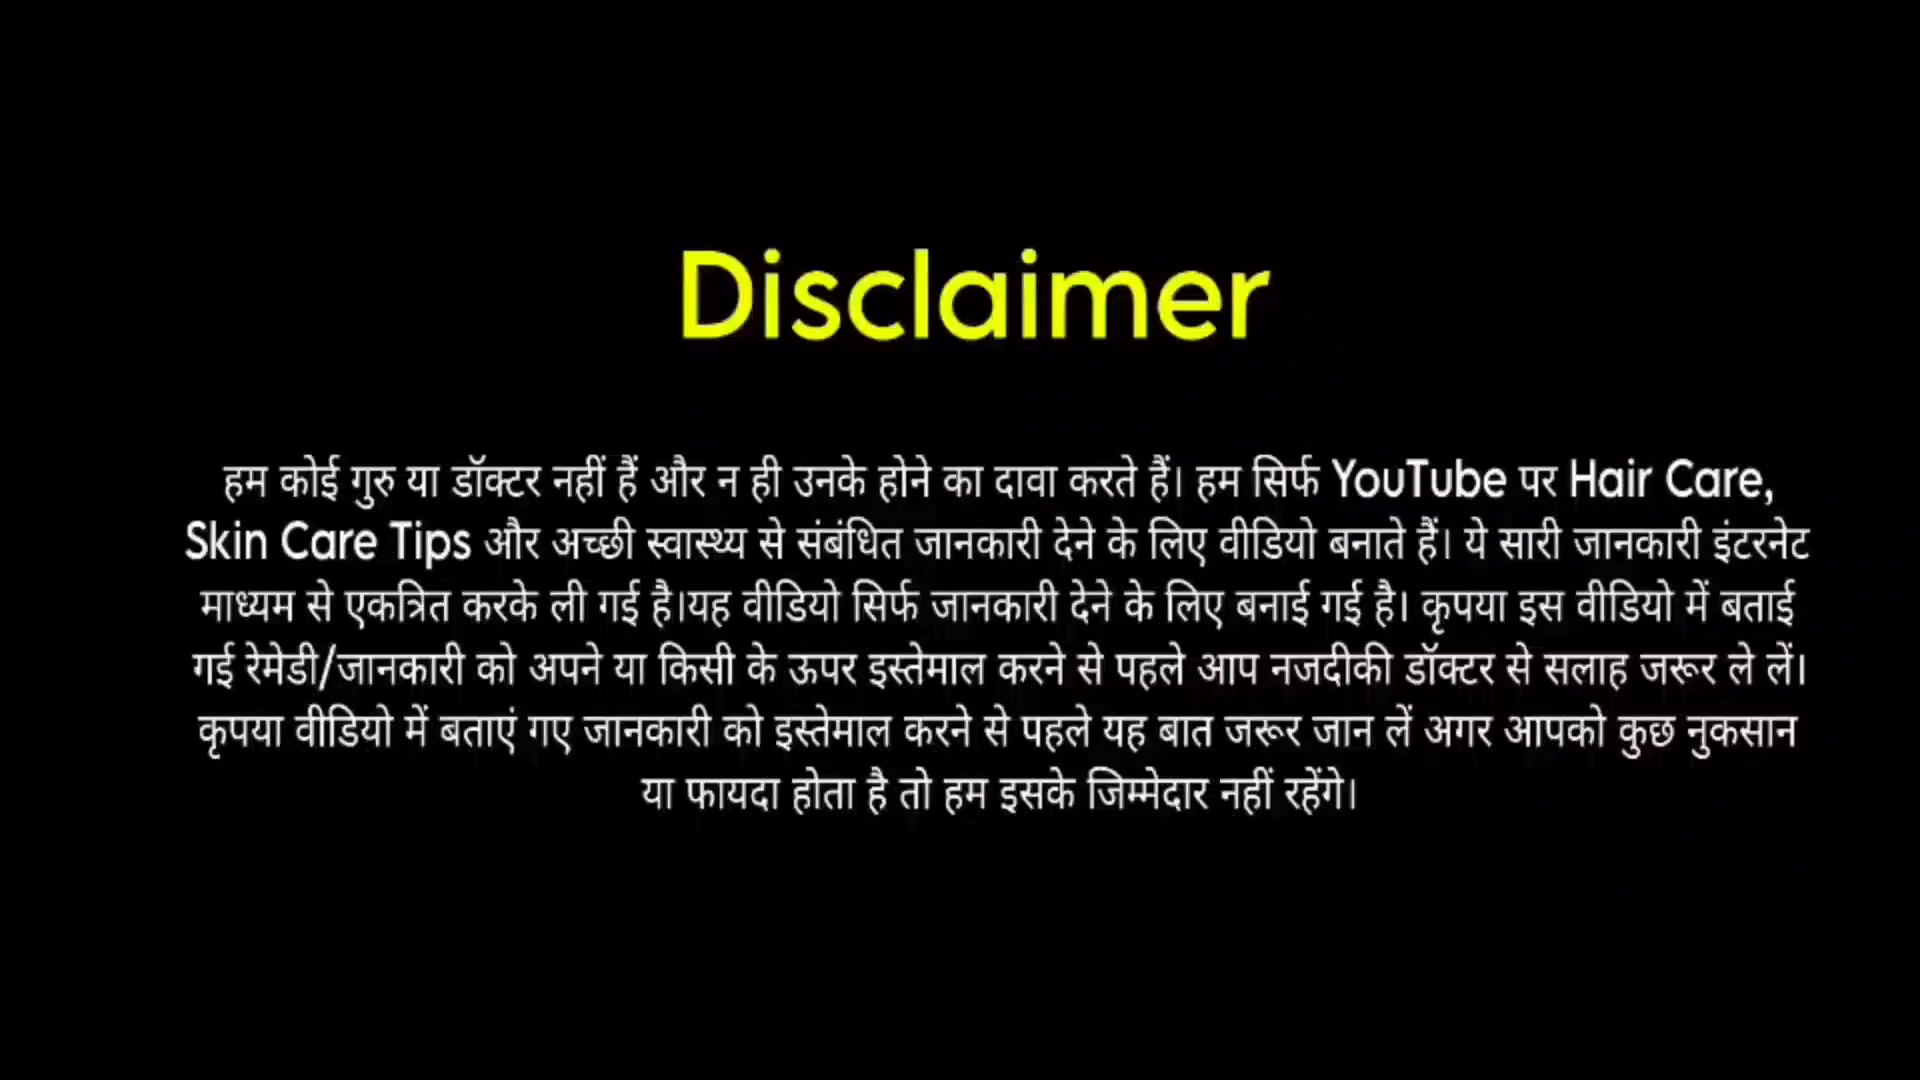 Disclaimer
हम कोई गुरु या डॉक्टर नहीं हैं और न ही उनके होने का दावा करते हैं। हम सिर्फ YouTube पर Hair Care,
Skin Care Tips और अच्छी स्वास्थ्य से संबंधित जानकारी देने के लिए वीडियो बनाते हैं। ये सारी जानकारी इंटरनेट
माध्यम से एकत्रित करके ली गई है।यह वीडियो सिर्फ जानकारी देने के लिए बनाई गई है। कृपया इस वीडियो में बताई
गई रेमेडी/जानकारी को अपने या किसी के ऊपर इस्तेमाल करने से पहले आप नजदीकी डॉक्टर से सलाह जरूर ले लें।
कृपया वीडियो में बताएं गए जानकारी को इस्तेमाल करने से पहले यह बात जरूर जान लें अगर आपको कुछ नुकसान
या फायदा होता है तो हम इसके जिम्मेदार नहीं रहेंगे।